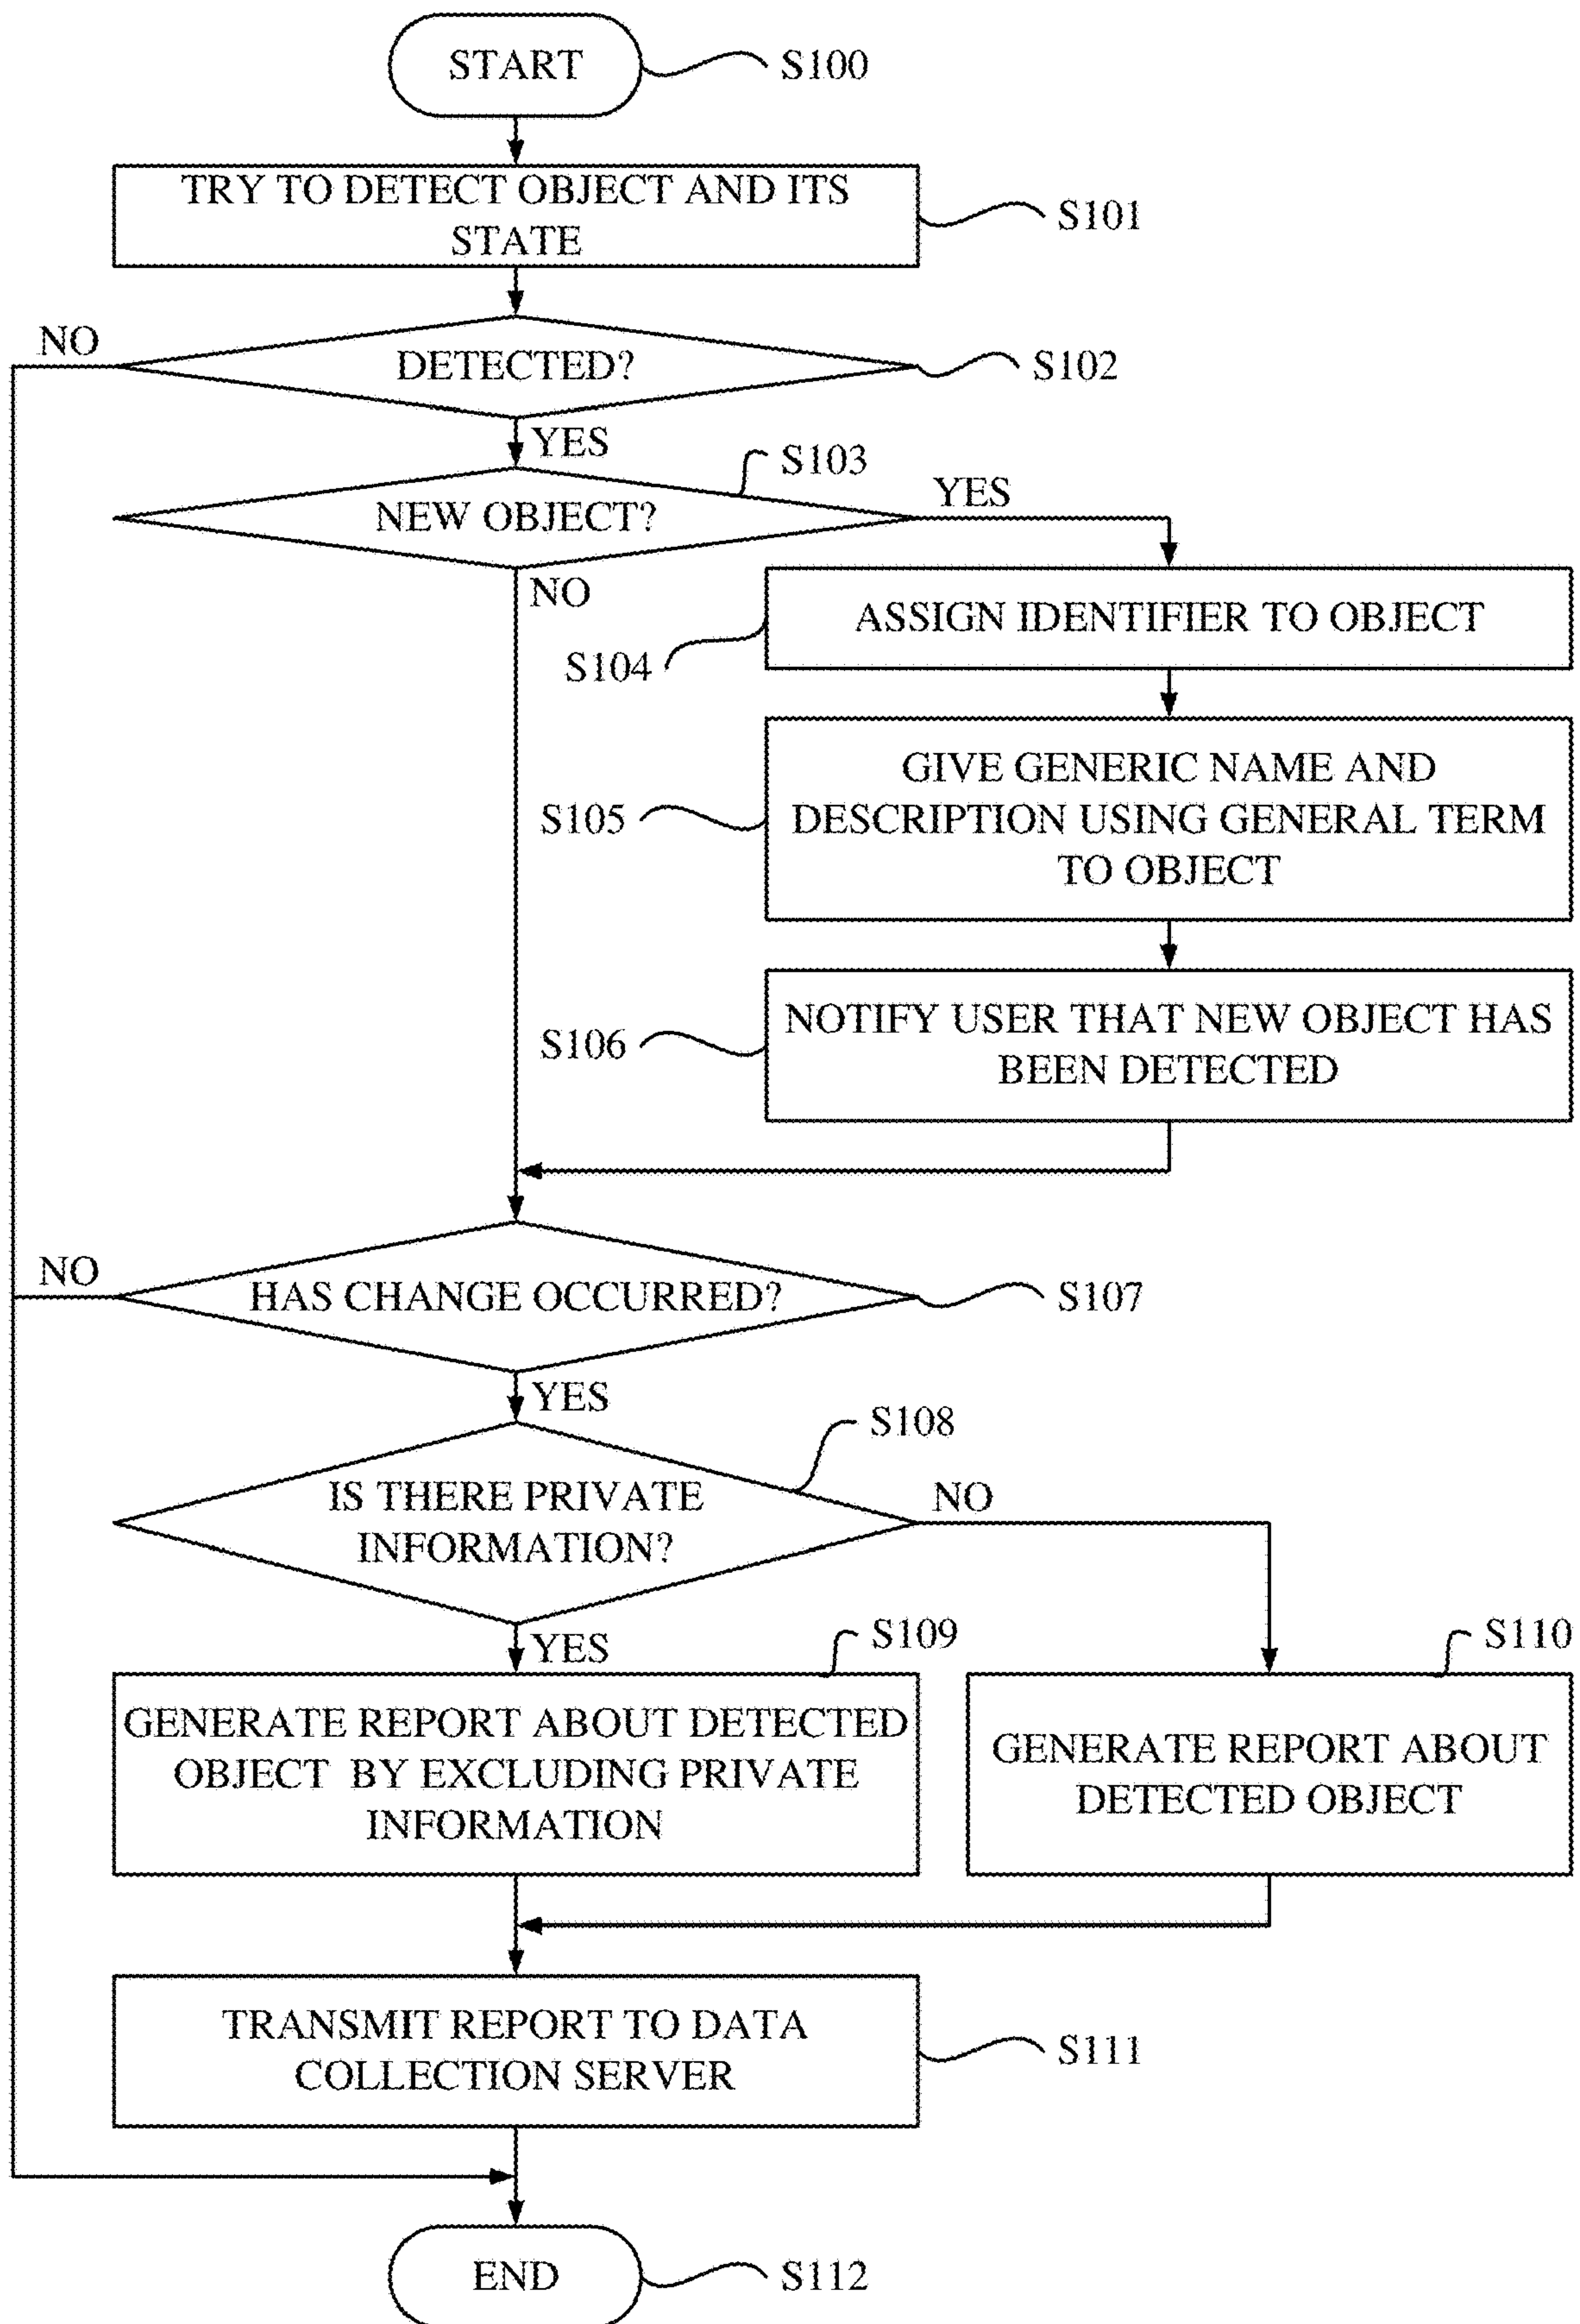 START
S100
TRY TO DETECT OBJECT AND ITS
STATE
S101
NO
DETECTED?
S102
YES
S103
NEW OBJECT?
YES
NO
ASSIGN IDENTIFIER TO OBJECT
S104
GIVE GENERIC NAME AND
DESCRIPTION USING GENERAL TERM
TO OBJECT
S105
NOTIFY USER THAT NEW OBJECT HAS
BEEN DETECTED
S106
NO
HAS CHANGE OCCURRED?
S107
YES
S108
IS THERE PRIVATE
INFORMATION?
NO
YES
S109
S110
GENERATE REPORT ABOUT DETECTED
OBJECT BY EXCLUDING PRIVATE
INFORMATION
GENERATE REPORT ABOUT
DETECTED OBJECT
TRANSMIT REPORT TO DATA
COLLECTION SERVER
S111
END
S112